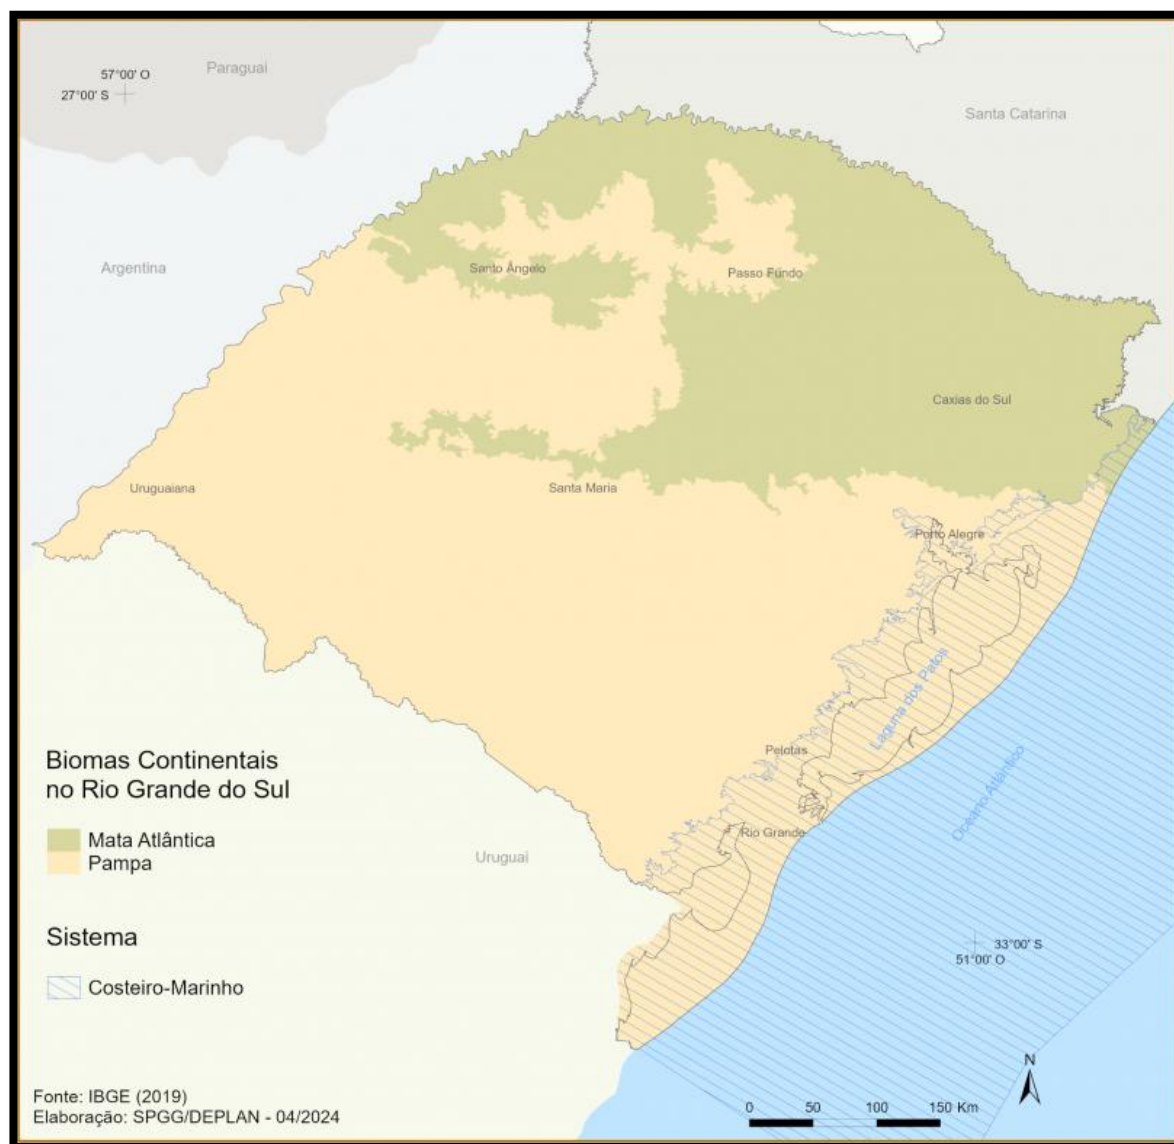 57°00' O
Paraguai
27°00' S
Santa Catarina
Argentina
Santo Ângelo
Passo Fundo
Caxias do Sul
Uruguaiana
Santa Maria
Porto Alegre
Laguna dos Patos
Pelotas
Oceano Atlântico
Rio Grande
Uruguai
Biomas Continentais
no Rio Grande do Sul
Mata Atlântica
Pampa
Sistema
Costeiro-Marinho
33°00' S
51°00' O
N
Fonte: IBGE (2019)
Elaboração: SPGG/DEPLAN - 04/2024
0 50 100 150 Km